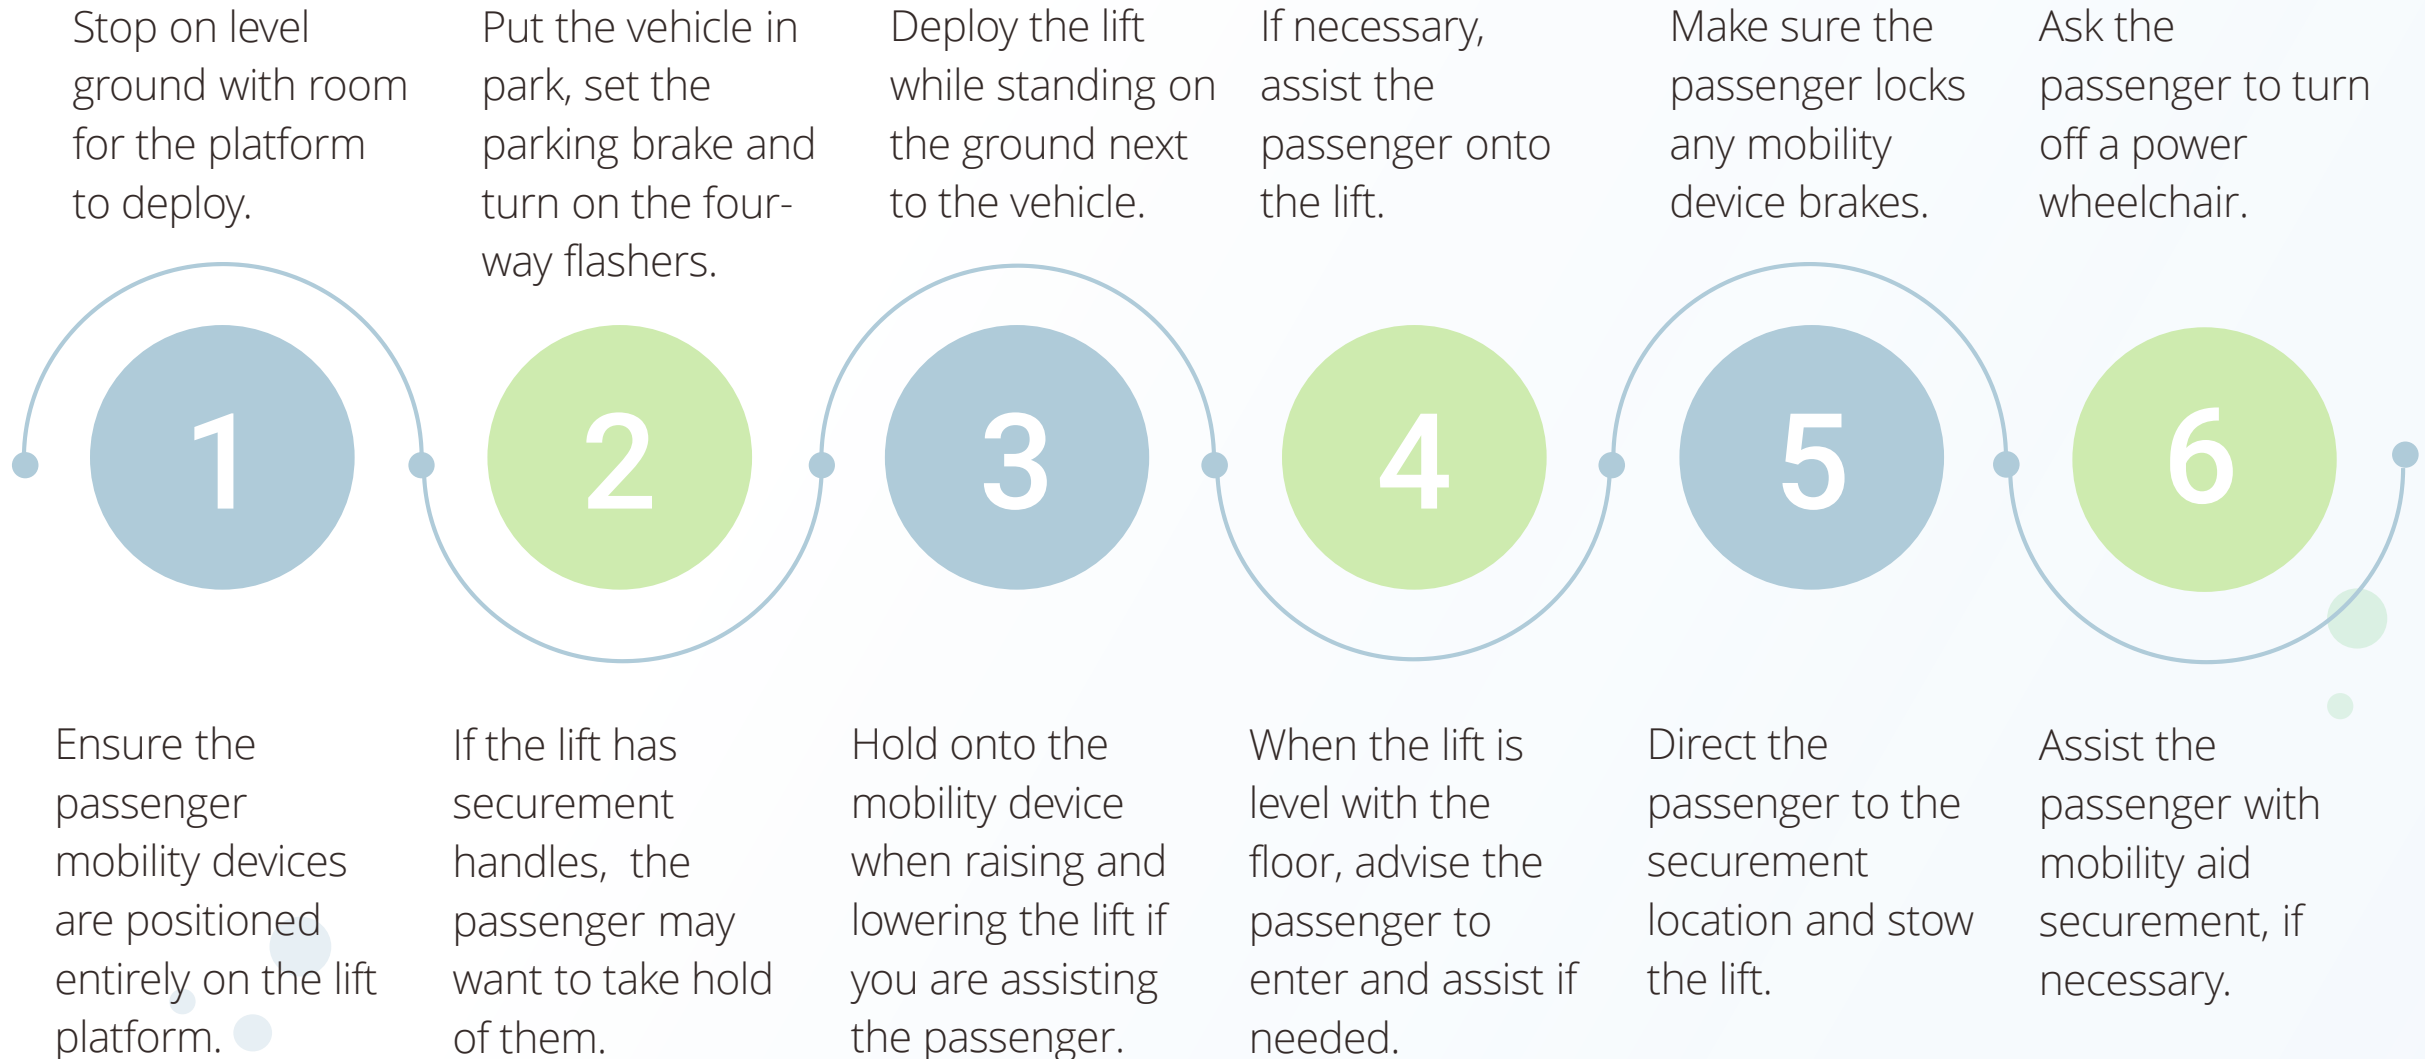 Stop on level
ground with room
for the platform
to deploy.
Put the vehicle in
park, set the
parking brake and
turn on the four-
way flashers.
Deploy the lift
while standing on
the ground next
to the vehicle.
If necessary,
assist the
passenger onto
the lift.
Make sure the
passenger locks
any mobility
device brakes.
Ask the
passenger to turn
off a power
wheelchair.
1
2
3
4
5
6
Ensure the
passenger
mobility devices
are positioned
entirely on the lift
platform.
If the lift has
securement
handles, the
passenger may
want to take hold
of them.
Hold onto the
mobility device
when raising and
lowering the lift if
you are assisting
the passenger.
When the lift is
level with the
floor, advise the
passenger to
enter and assist if
needed.
Direct the
passenger to the
securement
location and stow
the lift.
Assist the
passenger with
mobility aid
securement, if
necessary.